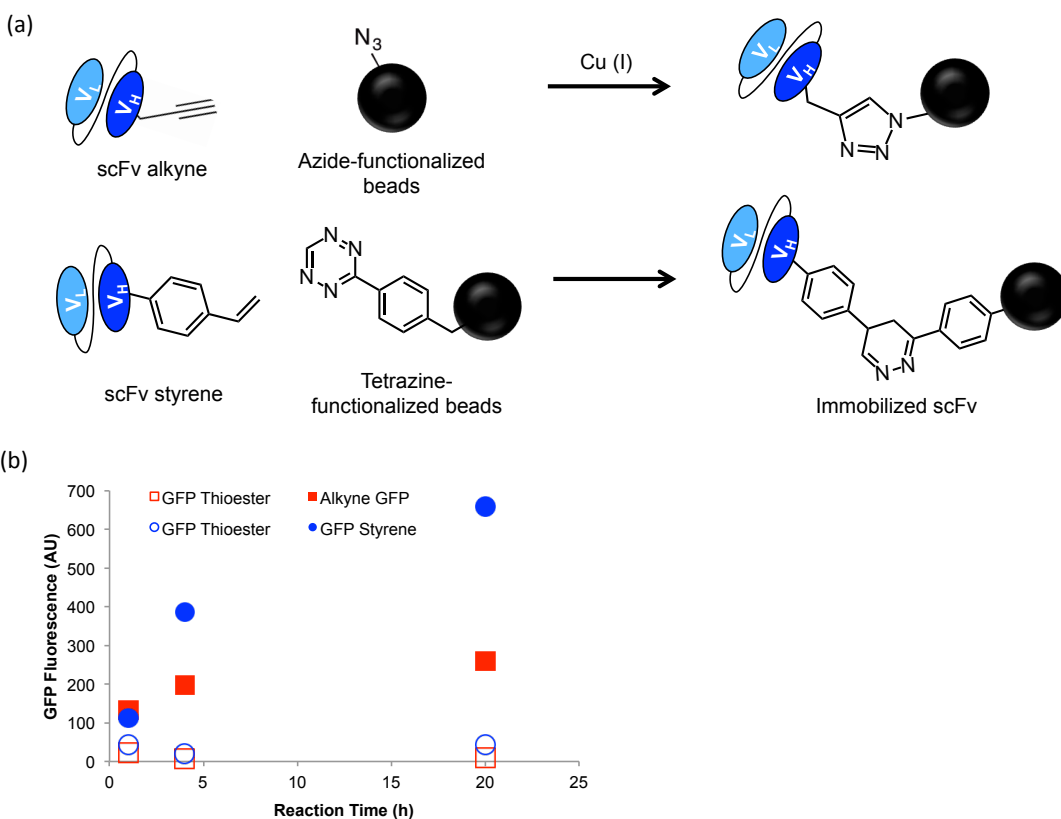 (a)
N3
Cu (I)
VL
VH
VL
VH
N
N=N
scFv alkyne
Azide-functionalized
beads
N
N
N
N
VL
VH
VL
VH
N
N
scFv styrene
Tetrazine-
functionalized beads
Immobilized scFv
(b)
700
600
500
400
300
200
100
0
GFP Thioester
Alkyne GFP
GFP Thioester
GFP Styrene
GFP Fluorescence (AU)
0
5
10
15
20
25
Reaction Time (h)